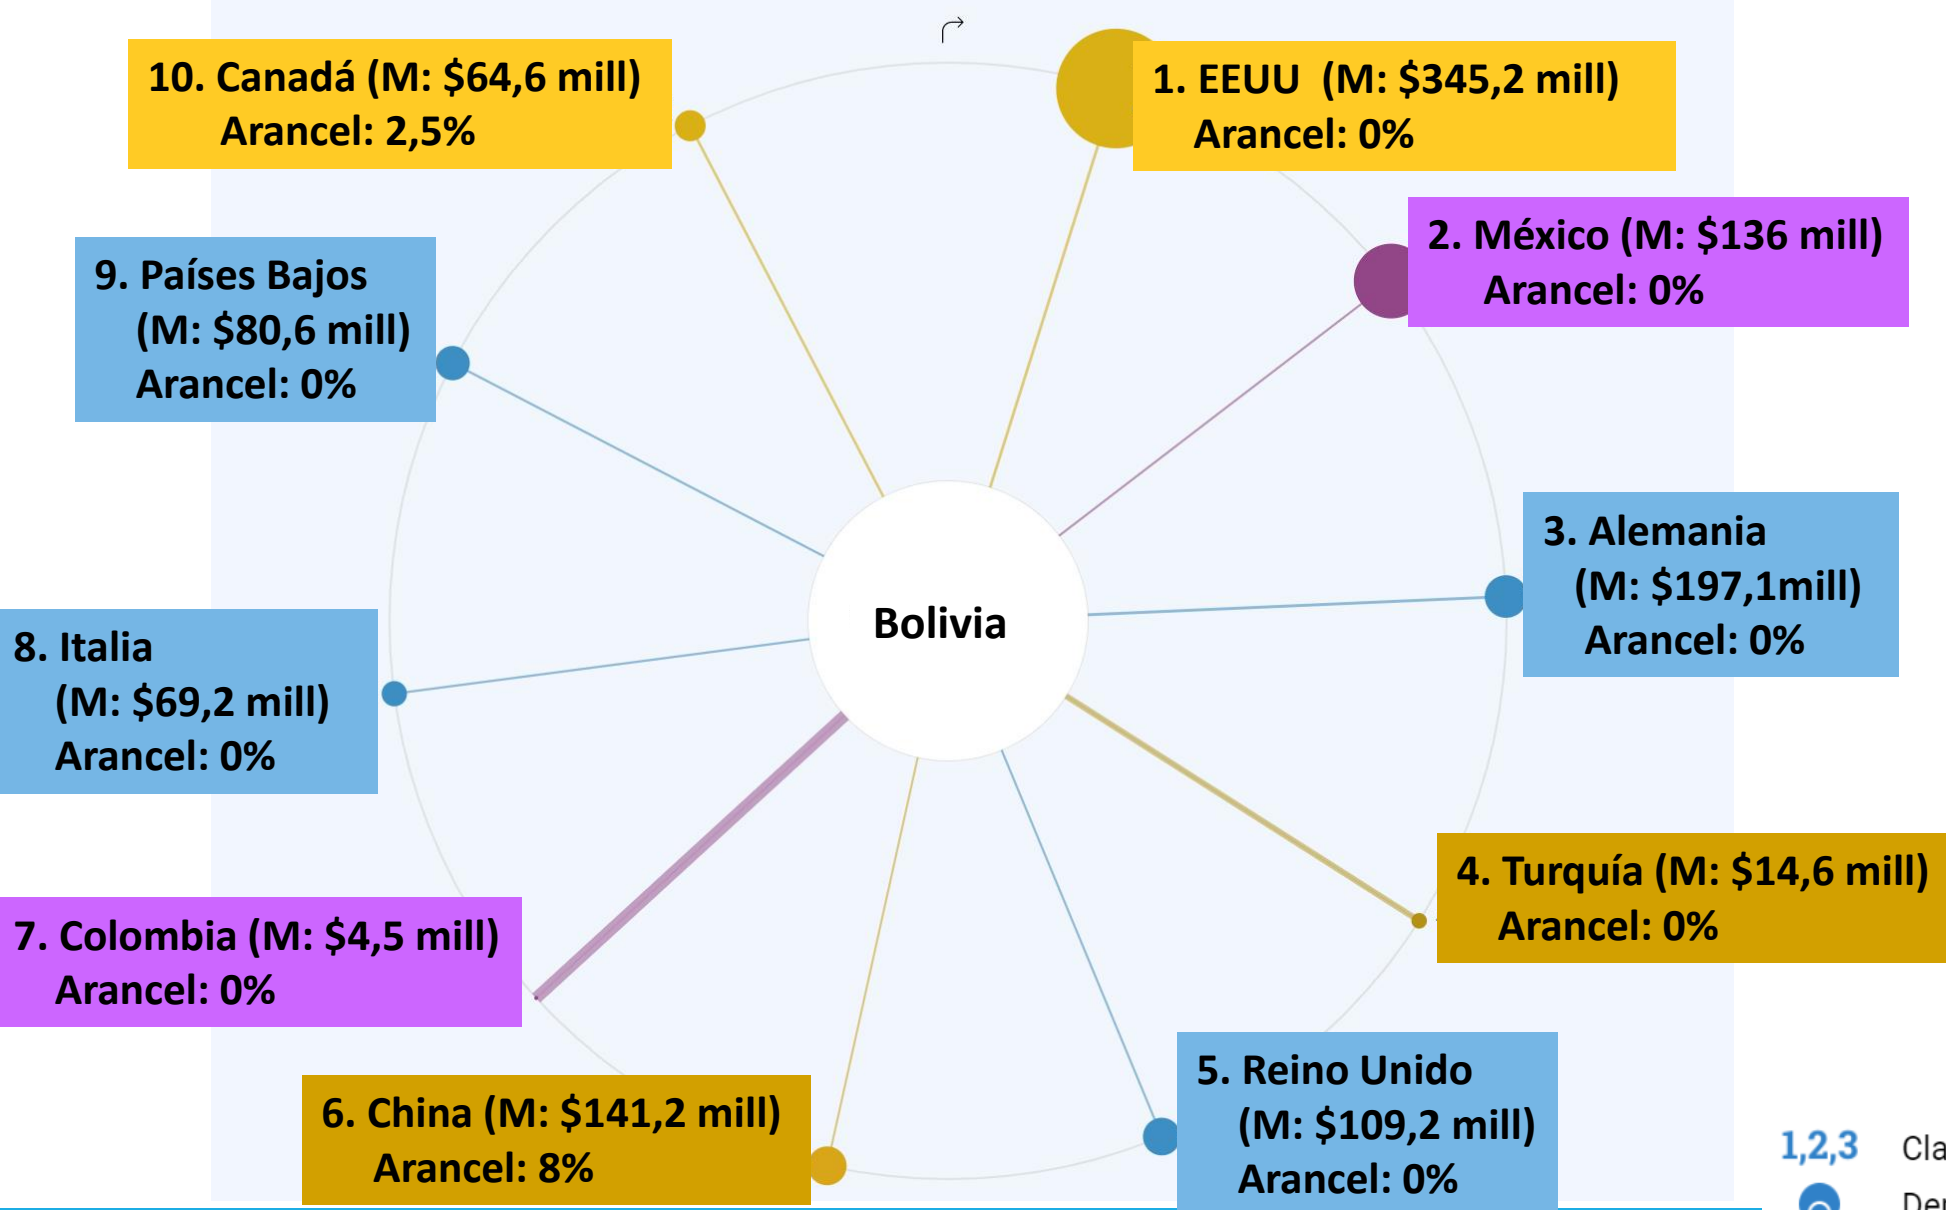 1. EEUU (M: $345,2 mill)
Arancel: 0%
2. México (M: $136 mill)
Arancel: 0%
3. Alemania
(M: $197,1mill)
Arancel: 0%
4. Turquía (M: $14,6 mill)
Arancel: 0%
5. Reino Unido
(M: $109,2 mill)
Arancel: 0%
6. China (M: $141,2 mill)
Arancel: 8%
7. Colombia (M: $4,5 mill)
Arancel: 0%
8. Italia
(M: $69,2 mill)
Arancel: 0%
9. Países Bajos
(M: $80,6 mill)
Arancel: 0%
10. Canadá (M: $64,6 mill)
Arancel: 2,5%
Bolivia
1,2,3